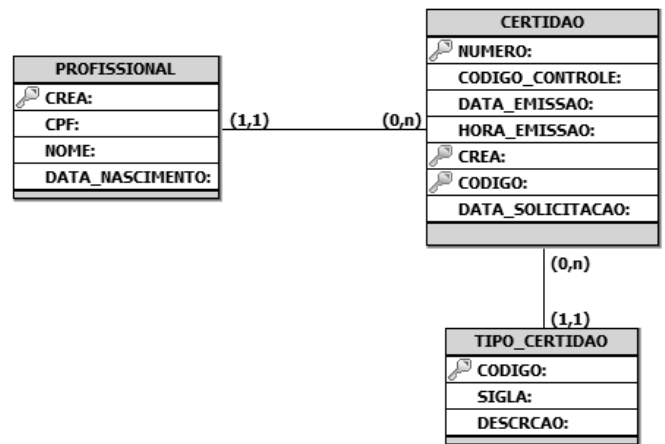 PROFISSIONAL
CREA:
CPF:
NOME:
DATA_NASCIMENTO:
(1,1)
(0,n)
CERTIDAO
NUMERO:
CODIGO_CONTROLE:
DATA_EMISSAO:
HORA_EMISSAO:
CREA:
CODIGO:
DATA_SOLICITACAO:
(0,n)
(1,1)
TIPO_CERTIDAO
CODIGO:
SIGLA:
DESCRCAO: